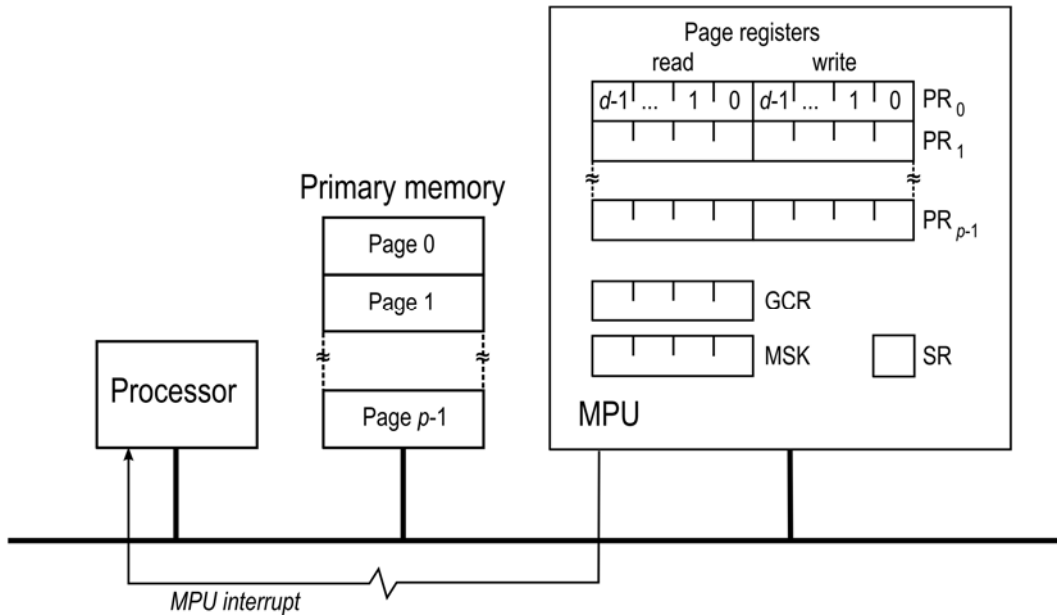 Page registers
read write
d-1 ... 1 0 d-1 ... 1 0 PR 0
PR 1
PR p-1
Primary memory
Page 0
Page 1
Page p-1
GCR
MSK SR
Processor
MPU
MPU interrupt